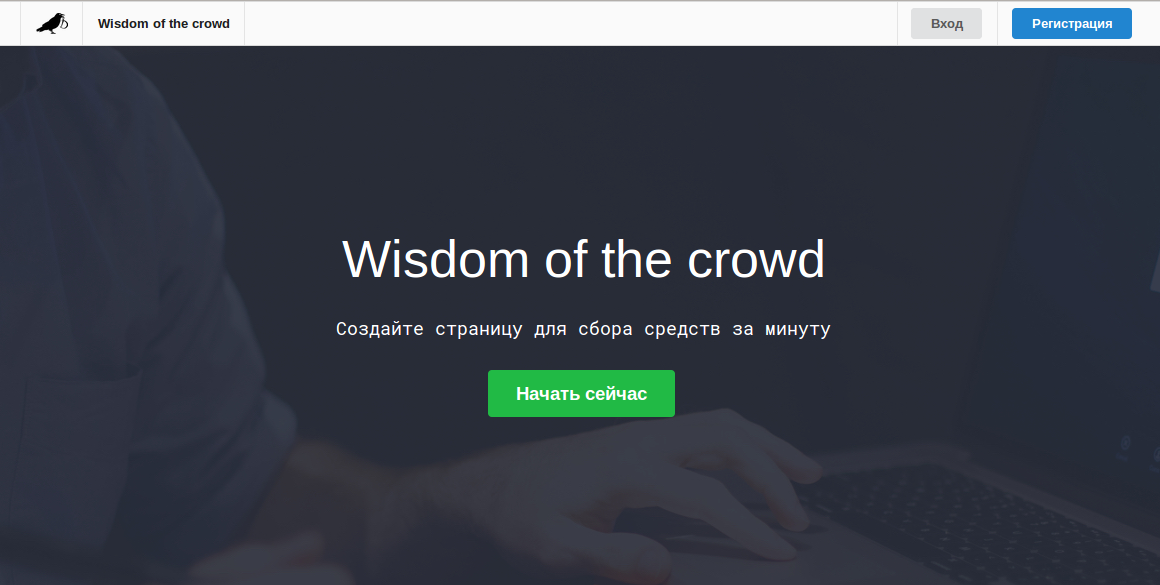 Wisdom of the crowd
Вход
Регистрация
Wisdom of the crowd
Создайте страницу для сбора средств за минуту
Начать сейчас